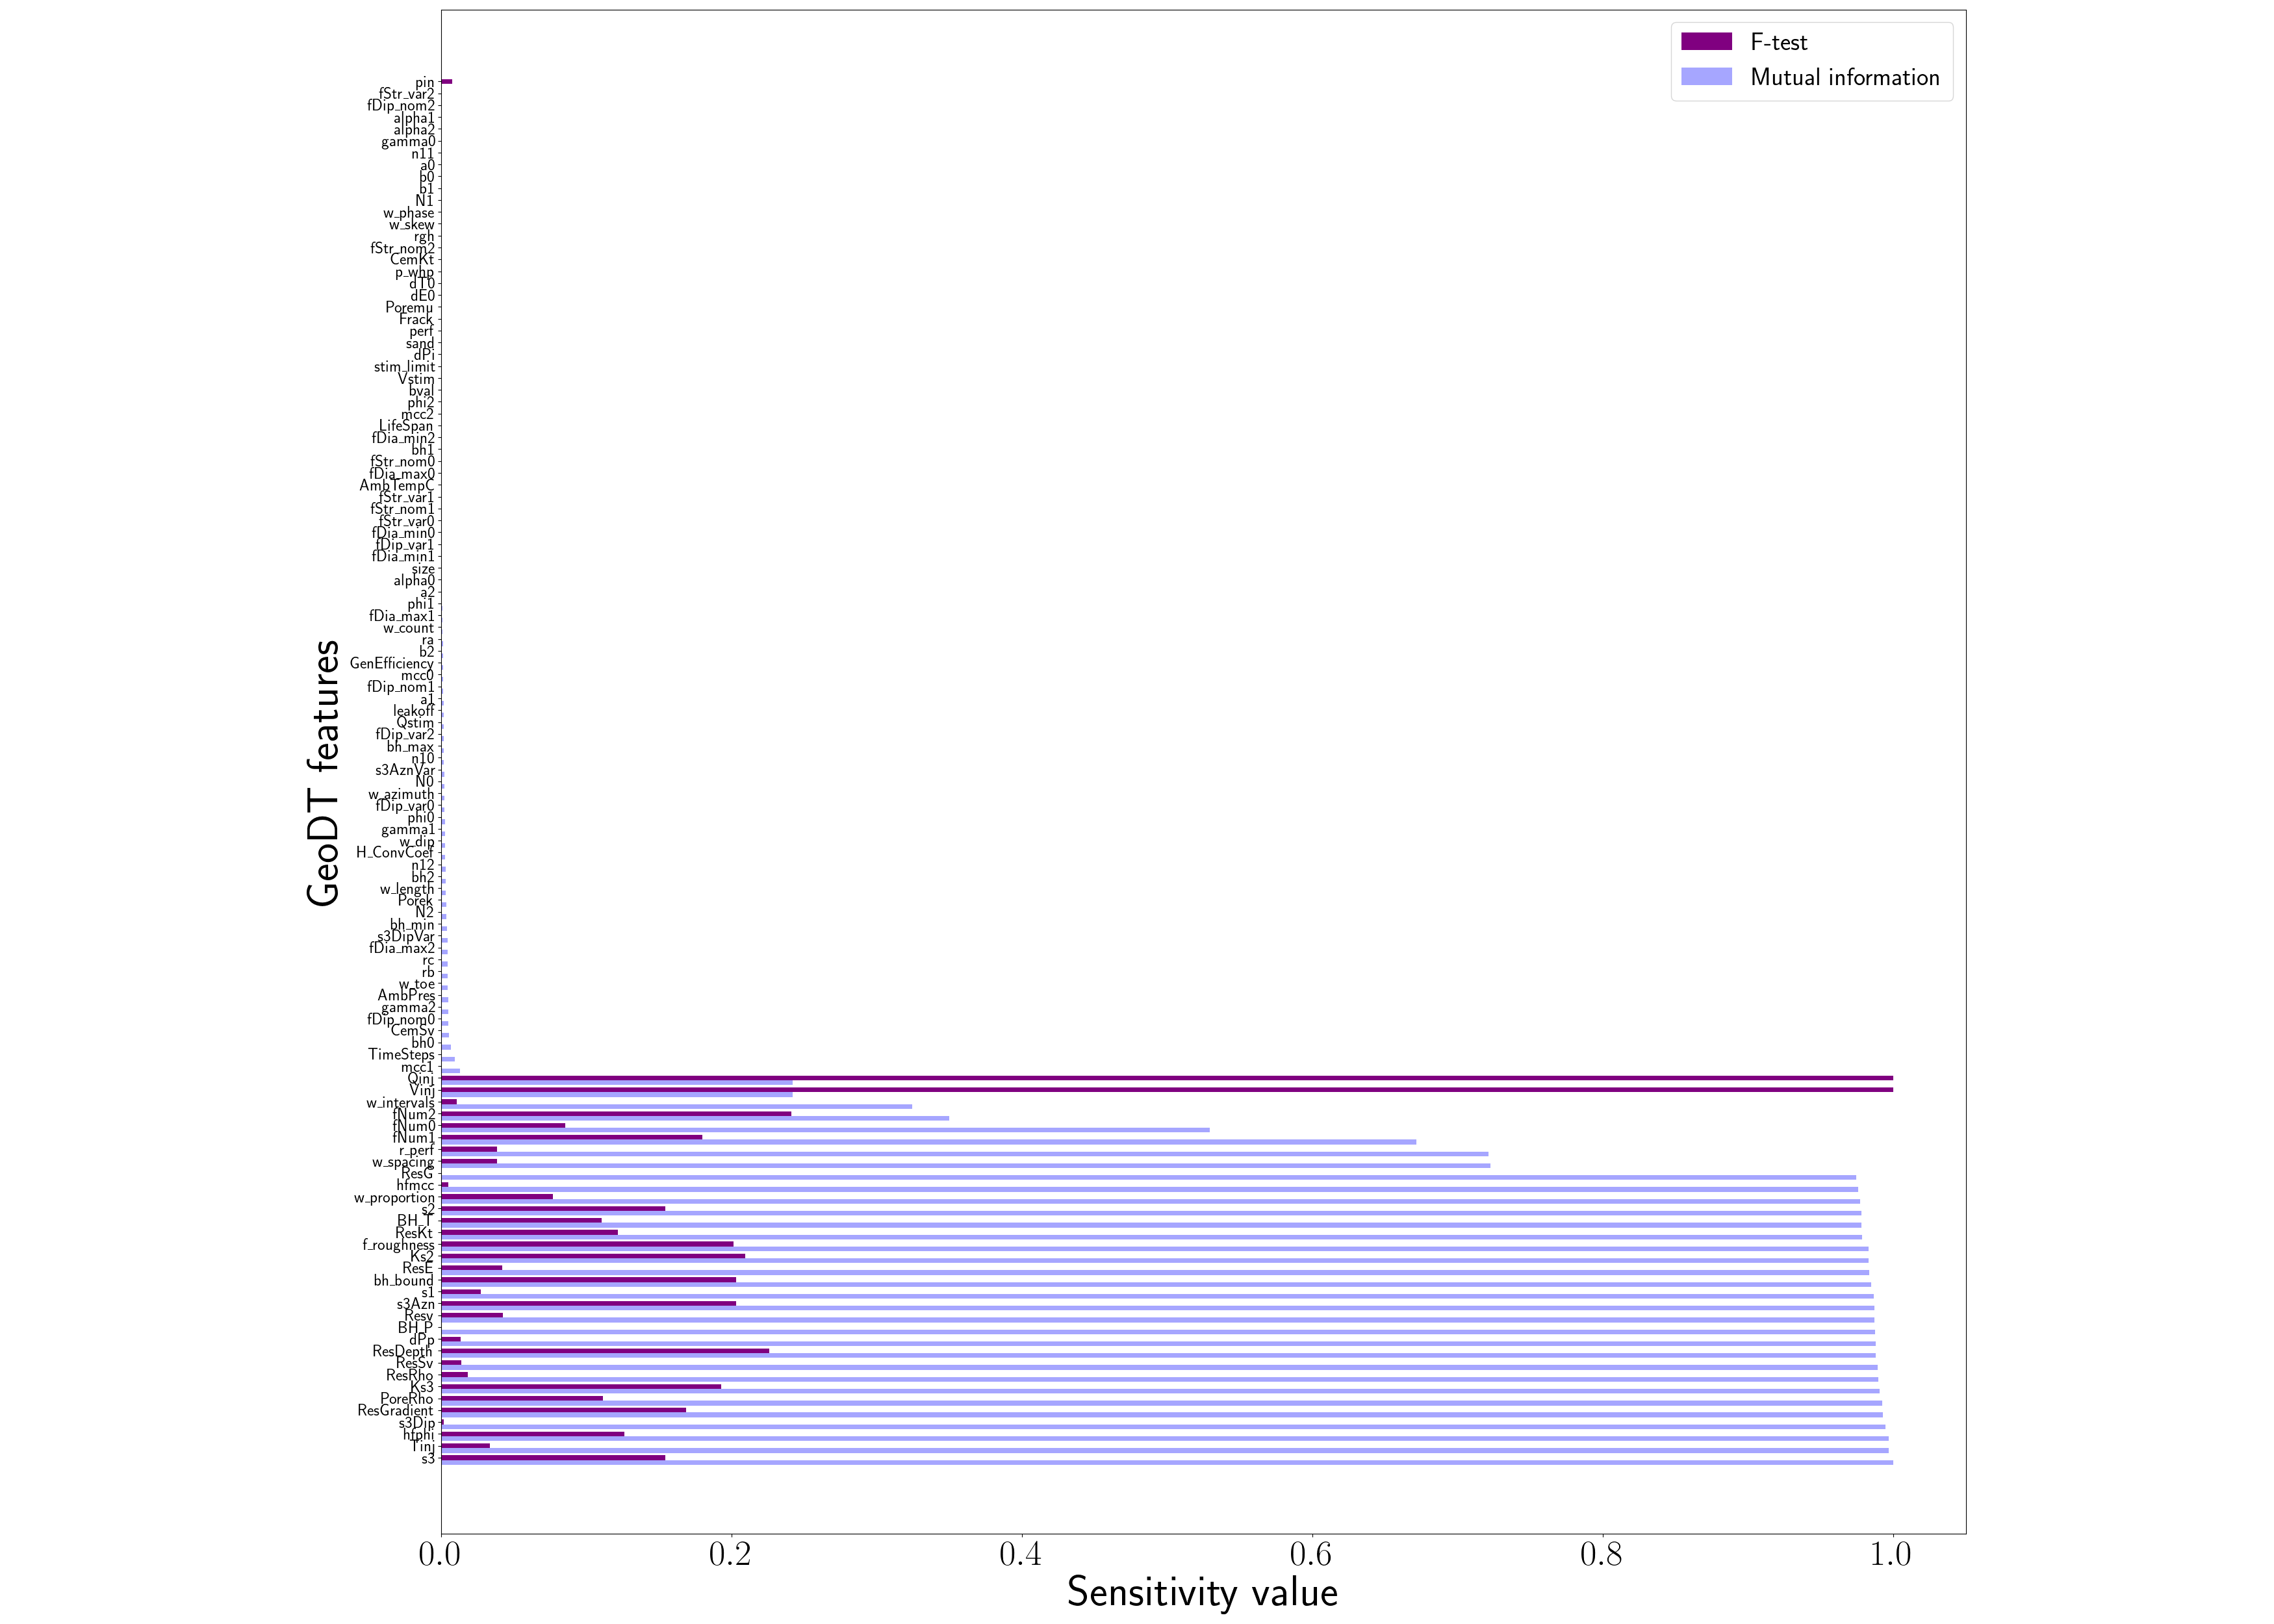 F-test
Mutual information
pin
fStr_var2
fDip_nom2
alpha1
alpha2
gamma0
n11
a0
b0
b1
N1
w_phase
w_skew
rgh
fStr_nom2
CemKt
p_whp
dT0
dE0
Poremu
Frack
perf
sand
dPi
stim_limit
Vstim
bval
phi2
mcc2
LifeSpan
fDia_min2
bh1
fStr_nom0
fDia_max0
AmbTempC
fStr_var1
fStr_nom1
fStr_var0
fDia_min0
fDip_var1
fDia_min1
size
alpha0
a2
phi1
fDia_max1
w_count
ra
b2
GenEfficiency
mcc0
fDip_nom1
a1
leakoff
Qstim
fDip_var2
bh_max
n10
s3AznVar
N0
w_azimuth
fDip_var0
phi0
gamma1
w_dip
H_ConvCoef
n12
bh2
w_length
Porek
N2
bh_min
s3DipVar
fDia_max2
rc
rb
w_toe
AmbPres
gamma2
fDip_nom0
CemSv
bh0
TimeSteps
mcc1
Qinj
Vinj
w_intervals
fNum2
fNum0
fNum1
r_perf
w_spacing
ResG
hfmcc
w_proportion
s2
BH_T
ResKt
f_roughness
Ks2
ResE
bh_bound
s1
s3Azn
Resv
BH_P
dPp
ResDepth
ResSv
ResRho
Ks3
PoreRho
ResGradient
s3Dip
hfphi
Tinj
s3
GeoDT features
0.0 0.2 0.4 0.6 0.8 1.0
Sensitivity value